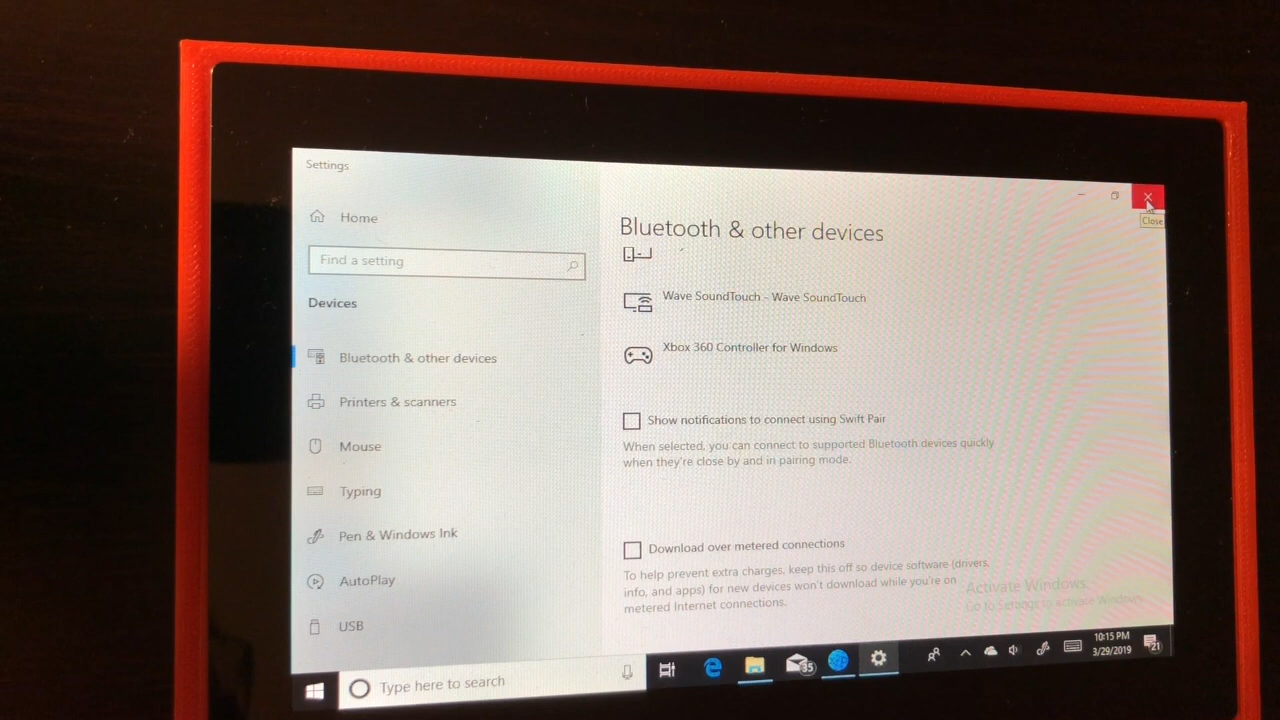 Settings
Home
Find a setting
Devices
Bluetooth & other devices
Printers & scanners
Mouse
Typing
Pen & Windows Ink
AutoPlay
USB
Close
Bluetooth & other devices
Wave SoundTouch - Wave SoundTouch
Xbox 360 Controller for Windows
Show notifications to connect using Swift Pair
When selected, you can connect to supported Bluetooth devices quickly
when they're close by and in pairing mode.
Download over metered connections
To help prevent extra charges, keep this off so device software (drivers,
info, and apps) for new devices won't download while you're on
metered Internet connections.
Activate Windows
Go to Settings to activate Windows.
Type here to search
35
10:15 PM
3/29/2019
21